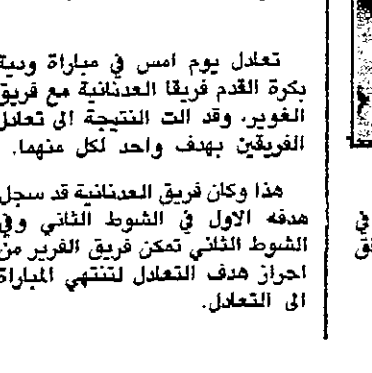 تعادل يوم امس في مباراة ودية
بكرة القدم فريقا العدنانية مع فريق
الغوير. وقد الت النتيجة الى تعادل
الفريقين بهدف واحد لكل منهما.
هذا وكان فريق العدنانية قد سجل
هدفه الاول في الشوط الثاني وفي
الشوط الثاني تمكن فريق الغرير من
احراز هدف التعادل لتنتهي المباراة
الى التعادل.
في